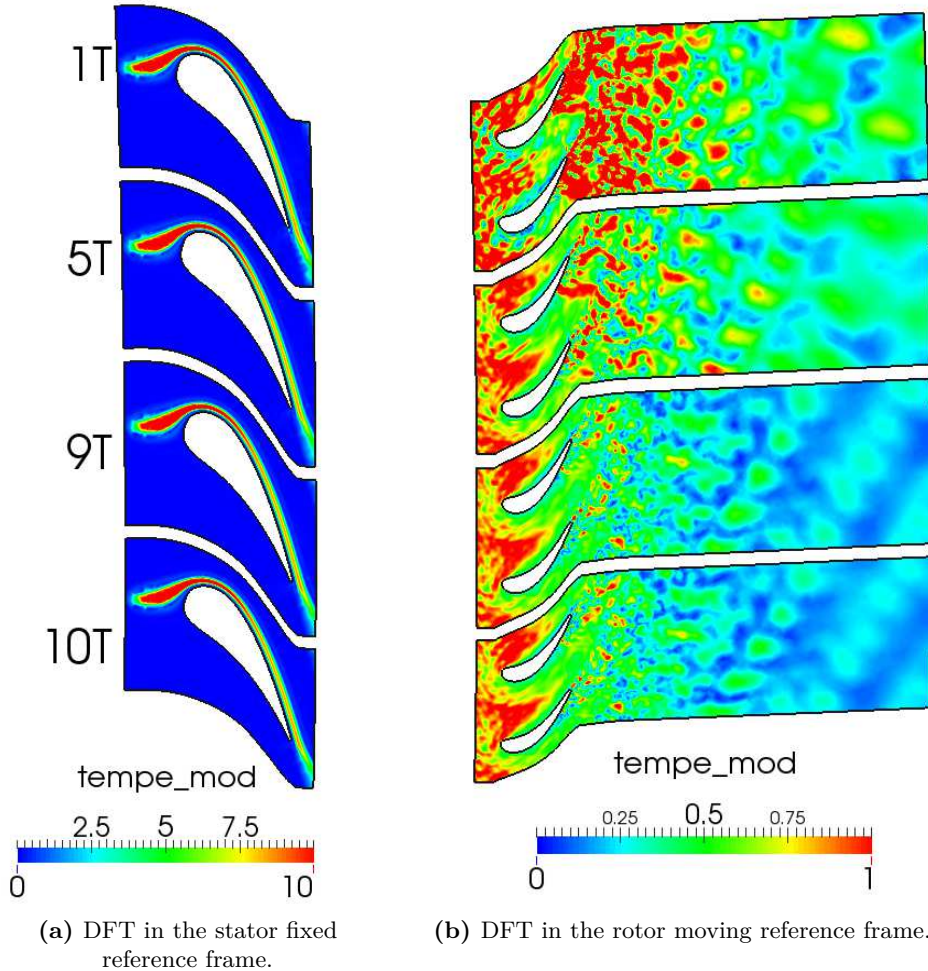 1T
5T
9T
10T
tempe_mod
2.5 5 7.5
0 10
tempe_mod
0.25 0.5 0.75
0 1
(a) DFT in the stator fixed
reference frame.
(b) DFT in the rotor moving reference frame.